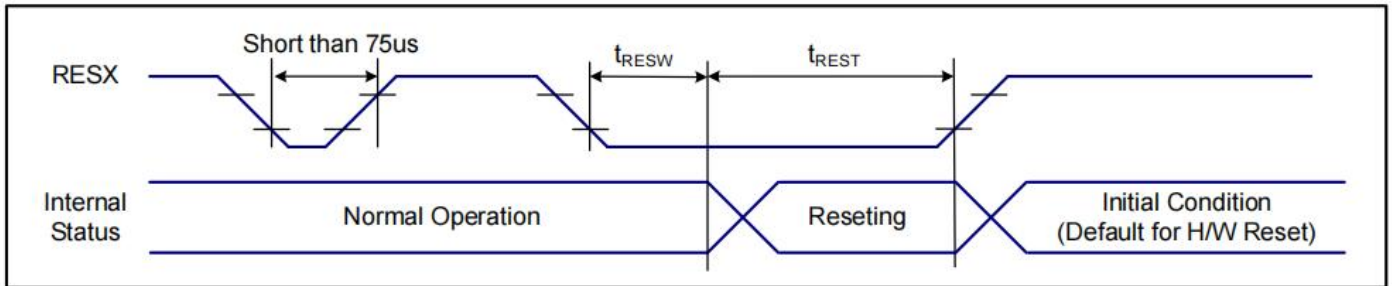 Short than 75us
tRESW
tREST
RESX
Internal
Status
Normal Operation
Reseting
Initial Condition
(Default for H/W Reset)